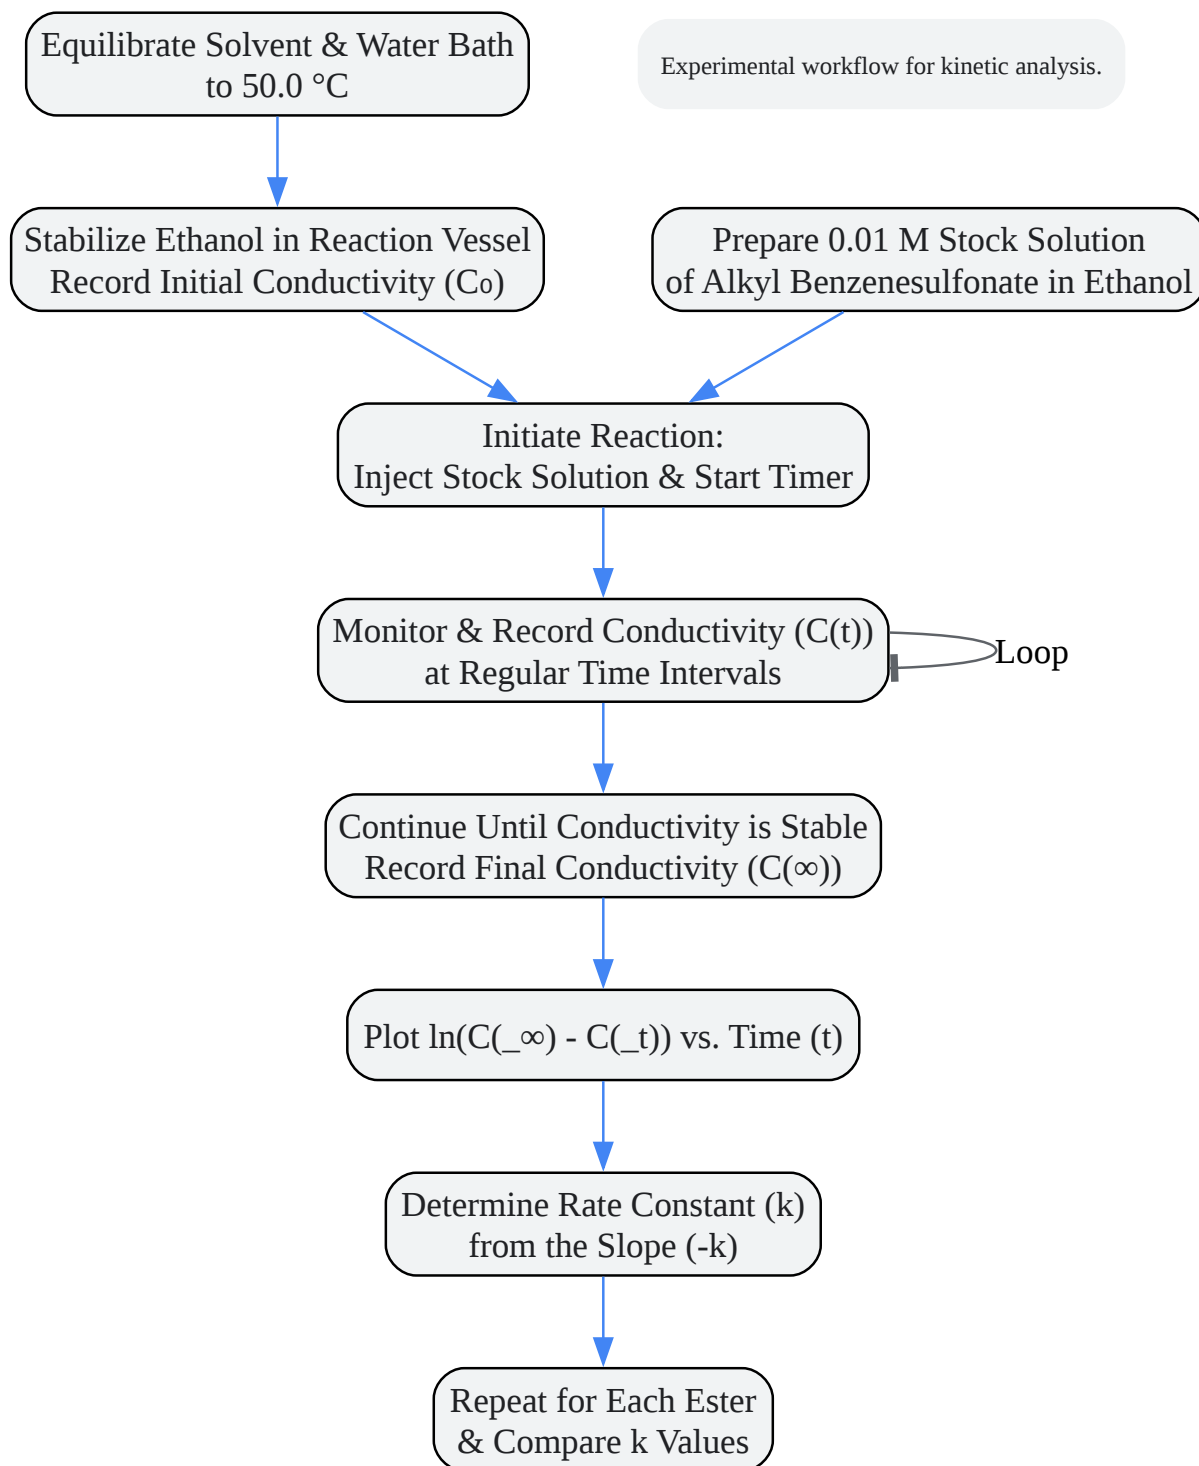 Equilibrate Solvent & Water Bath
to 50.0 °C
Experimental workflow for kinetic analysis.
Stabilize Ethanol in Reaction Vessel
Record Initial Conductivity (C₀)
Prepare 0.01 M Stock Solution
of Alkyl Benzenesulfonate in Ethanol
Initiate Reaction:
Inject Stock Solution & Start Timer
Monitor & Record Conductivity (C(t))
at Regular Time Intervals
Loop
Continue Until Conductivity is Stable
Record Final Conductivity (C(∞))
Plot ln(C(_∞) - C(_t)) vs. Time (t)
Determine Rate Constant (k)
from the Slope (-k)
Repeat for Each Ester
& Compare k Values